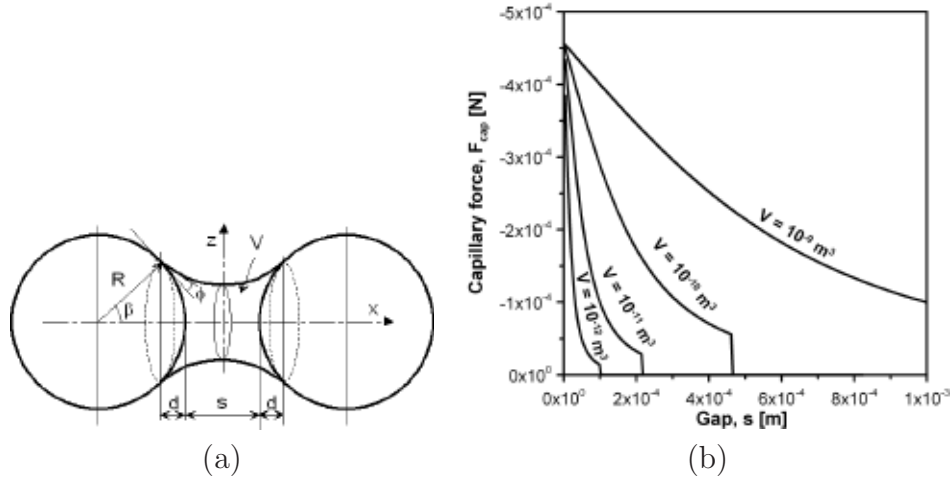 z
V
R
ϕ
β
x
d
s
d
(a)
Capillary force, F_cap [N]
-5x10⁻⁴
-4x10⁻⁴
-3x10⁻⁴
-2x10⁻⁴
-1x10⁻⁴
0x10⁰
V = 10⁻⁹ m³
V = 10⁻¹⁰ m³
V = 10⁻¹¹ m³
V = 10⁻¹² m³
0x10⁰ 2x10⁻⁴ 4x10⁻⁴ 6x10⁻⁴ 8x10⁻⁴ 1x10⁻³
Gap, s [m]
(b)